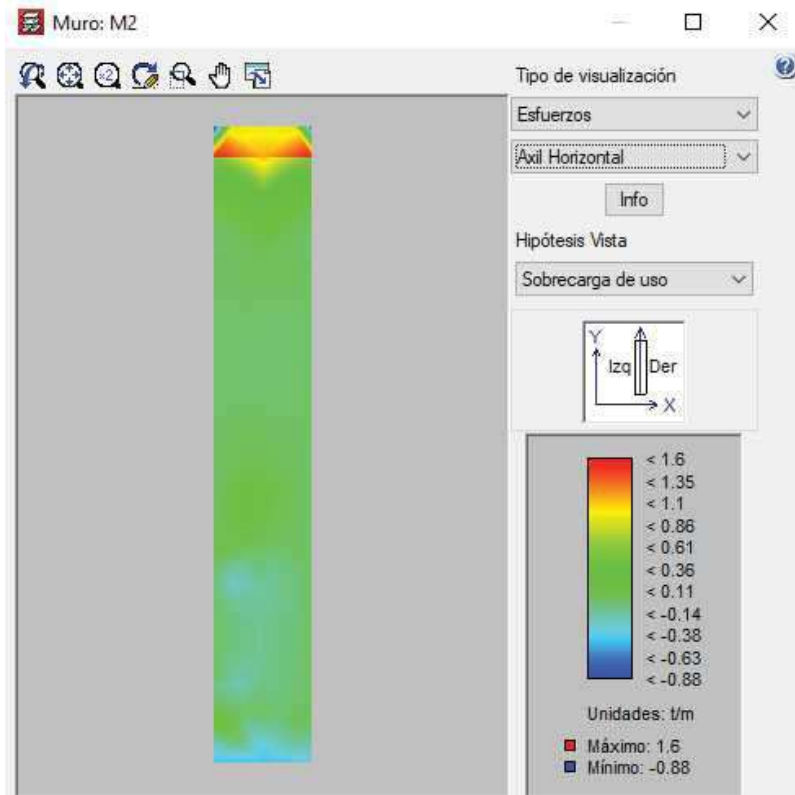 Muro: M2
x2
Tipo de visualización
Esfuerzos
Axil Horizontal
Info
Hipótesis Vista
Sobrecarga de uso
Y
Izq Der
X
< 1.6
< 1.35
< 1.1
< 0.86
< 0.61
< 0.36
< 0.11
< -0.14
< -0.38
< -0.63
< -0.88
Unidades: t/m
Máximo: 1.6
Mínimo: -0.88